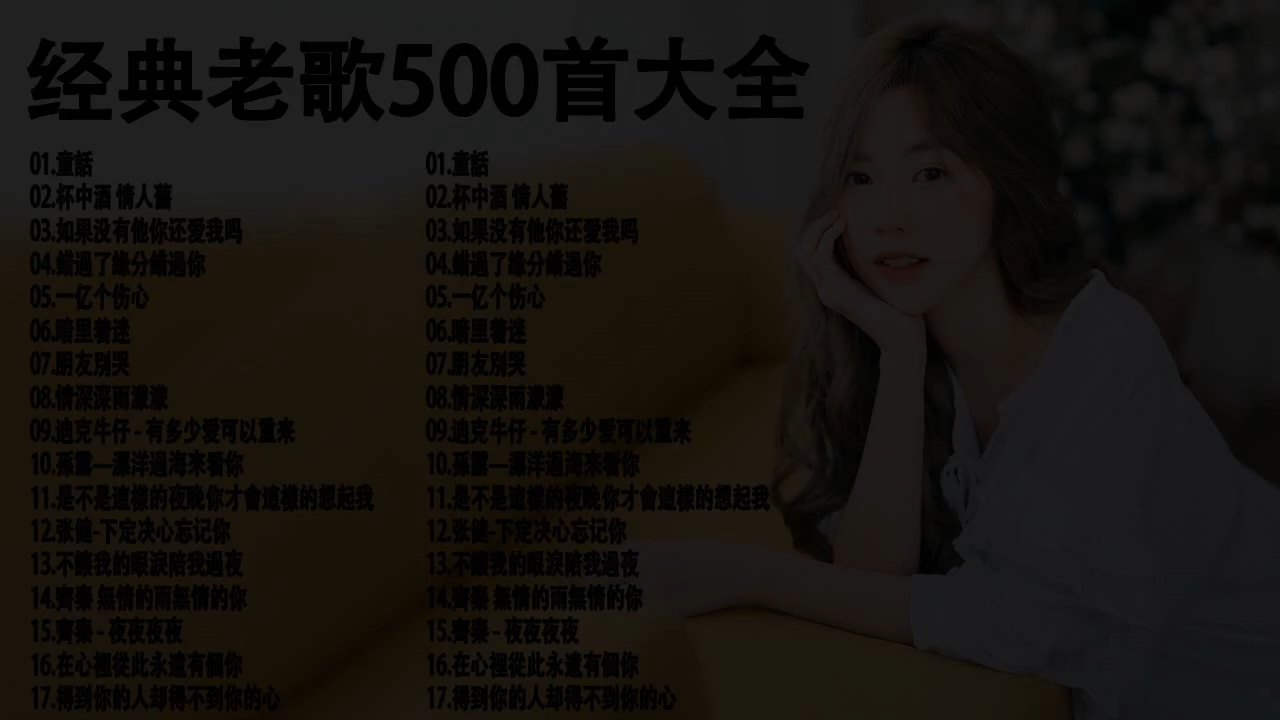 经典老歌500首大全
01.童話
02.杯中酒 情人舊
03.如果没有他你还爱我吗
04.錯過了緣分錯過你
05.一亿个伤心
06.暗里着迷
07.朋友別哭
08.情深深雨濛濛
09.迪克牛仔 - 有多少爱可以重来
10.孫露—漂洋過海來看你
11.是不是這樣的夜晚你才會這樣的想起我
12.张健-下定决心忘记你
13.不讓我的眼淚陪我過夜
14.齊秦 無情的雨無情的你
15.齊秦 - 夜夜夜夜
16.在心裡從此永遠有個你
17.得到你的人却得不到你的心
01.童話
02.杯中酒 情人舊
03.如果没有他你还爱我吗
04.錯過了緣分錯過你
05.一亿个伤心
06.暗里着迷
07.朋友別哭
08.情深深雨濛濛
09.迪克牛仔 - 有多少爱可以重来
10.孫露—漂洋過海來看你
11.是不是這樣的夜晚你才會這樣的想起我
12.张健-下定决心忘记你
13.不讓我的眼淚陪我過夜
14.齊秦 無情的雨無情的你
15.齊秦 - 夜夜夜夜
16.在心裡從此永遠有個你
17.得到你的人却得不到你的心